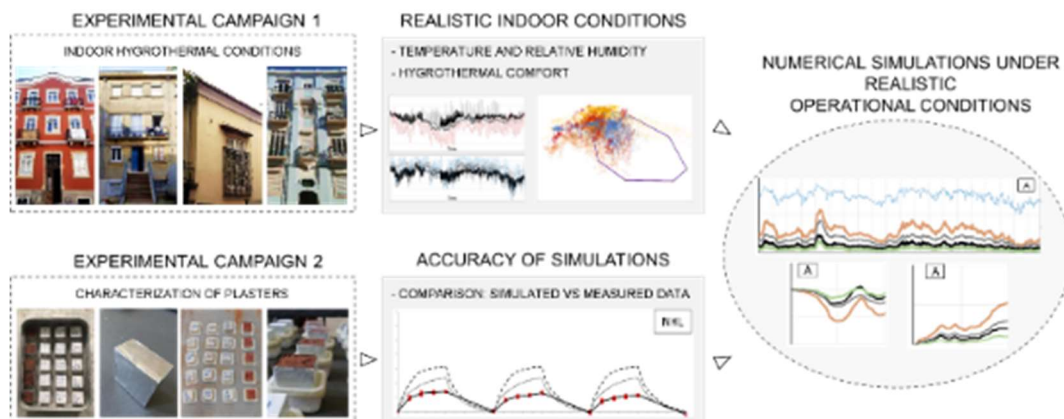 EXPERIMENTAL CAMPAIGN 1
INDOOR HYGROTHERMAL CONDITIONS
REALISTIC INDOOR CONDITIONS
- TEMPERATURE AND RELATIVE HUMIDITY
- HYGROTHERMAL COMFORT
NUMERICAL SIMULATIONS UNDER
REALISTIC
OPERATIONAL CONDITIONS
A
A
A
EXPERIMENTAL CAMPAIGN 2
CHARACTERIZATION OF PLASTERS
ACCURACY OF SIMULATIONS
- COMPARISON: SIMULATED VS MEASURED DATA
NHL